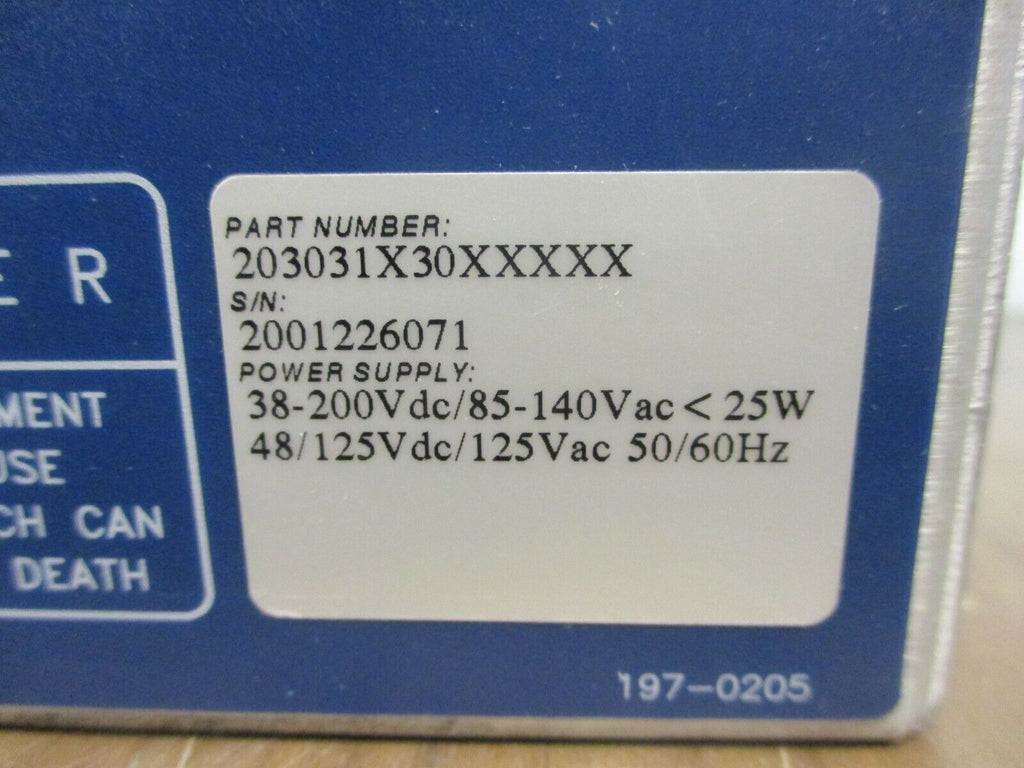 E R
MENT
USE
CH CAN
DEATH
PART NUMBER:
203031X30XXXXX
S/N:
2001226071
POWER SUPPLY:
38-200Vdc/85-140Vac < 25W
48/125Vdc/125Vac 50/60Hz
197-0205